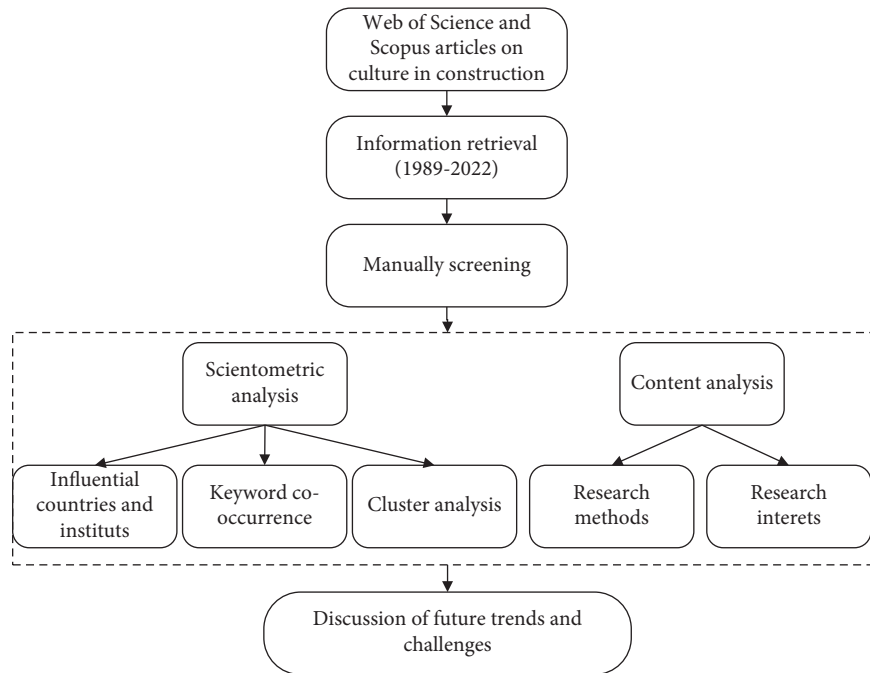 Web of Science and
Scopus articles on
culture in construction
Information retrieval
(1989-2022)
Manually screening
Scientometric
analysis
Content analysis
Influential
countries and
instituts
Keyword co-
occurrence
Cluster analysis
Research
methods
Research
interets
Discussion of future trends and
challenges